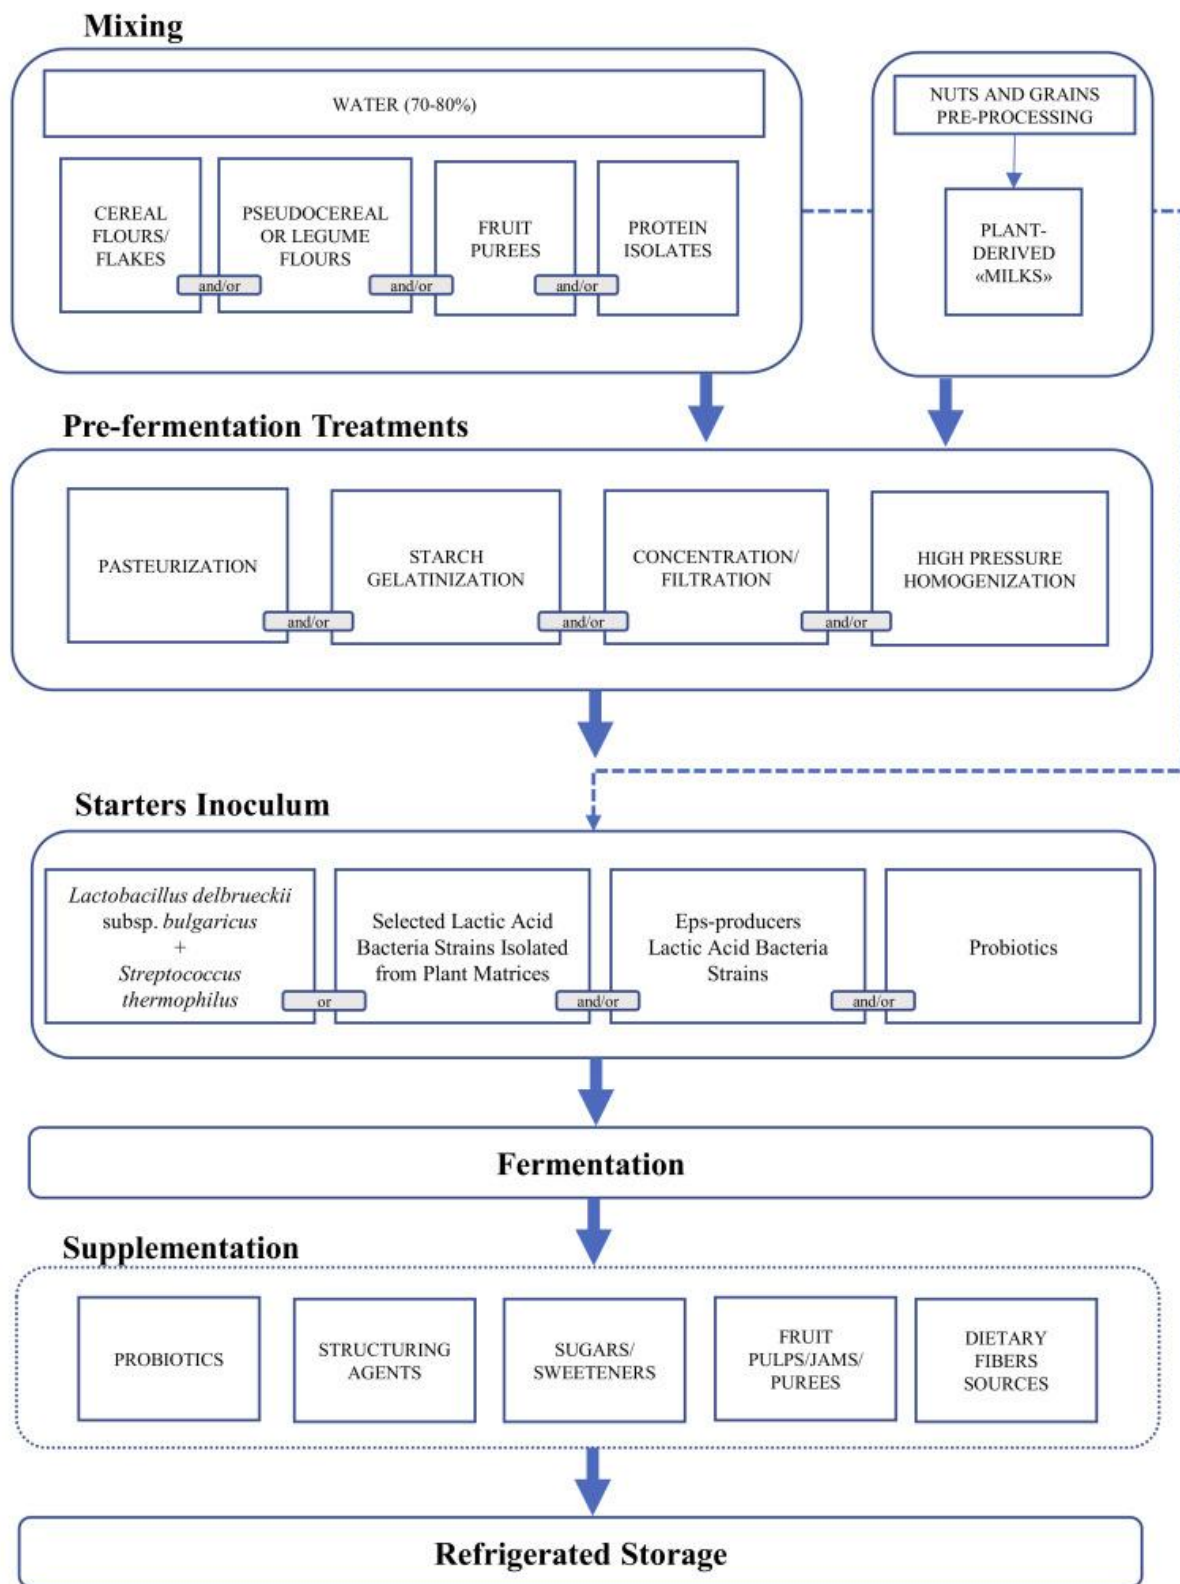 Mixing
WATER (70-80%)
CEREAL
FLOURS/
FLAKES
and/or
PSEUDOCEREAL
OR LEGUME
FLOURS
and/or
FRUIT
PUREES
and/or
PROTEIN
ISOLATES
NUTS AND GRAINS
PRE-PROCESSING
PLANT-
DERIVED
«MILKS»
Pre-fermentation Treatments
PASTEURIZATION
and/or
STARCH
GELATINIZATION
and/or
CONCENTRATION/
FILTRATION
and/or
HIGH PRESSURE
HOMOGENIZATION
Starters Inoculum
Lactobacillus delbrueckii
subsp. bulgaricus
+
Streptococcus
thermophilus
or
Selected Lactic Acid
Bacteria Strains Isolated
from Plant Matrices
and/or
Eps-producers
Lactic Acid Bacteria
Strains
and/or
Probiotics
Fermentation
Supplementation
PROBIOTICS
STRUCTURING
AGENTS
SUGARS/
SWEETENERS
FRUIT
PULPS/JAMS/
PUREES
DIETARY
FIBERS
SOURCES
Refrigerated Storage